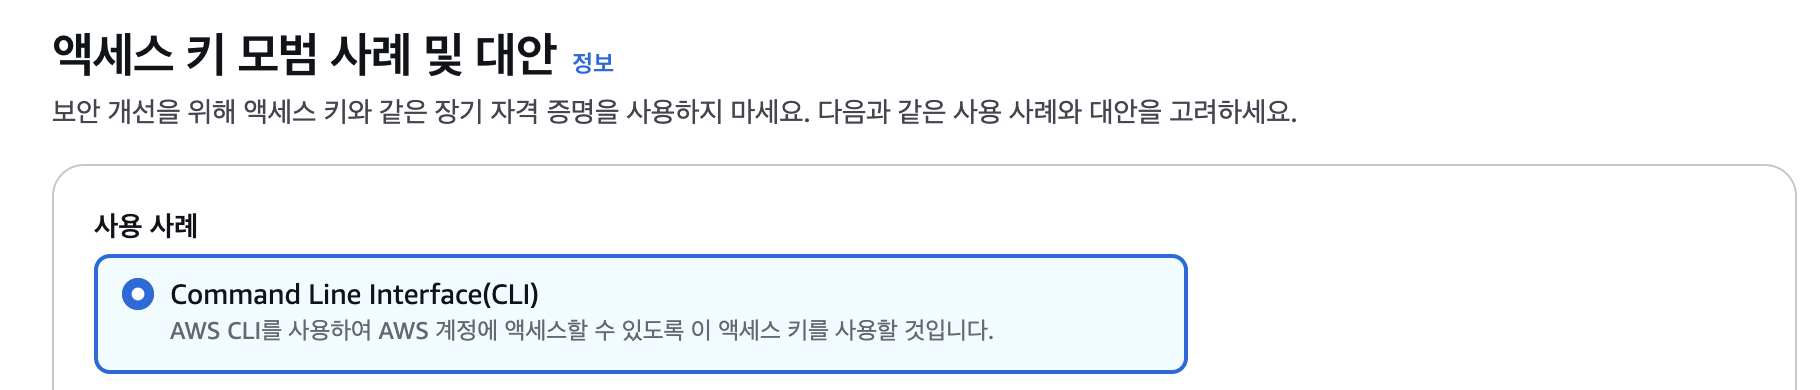 액세스 키 모범 사례 및 대안 정보
보안 개선을 위해 액세스 키와 같은 장기 자격 증명을 사용하지 마세요. 다음과 같은 사용 사례와 대안을 고려하세요.
사용 사례
Command Line Interface(CLI)
AWS CLI를 사용하여 AWS 계정에 액세스할 수 있도록 이 액세스 키를 사용할 것입니다.